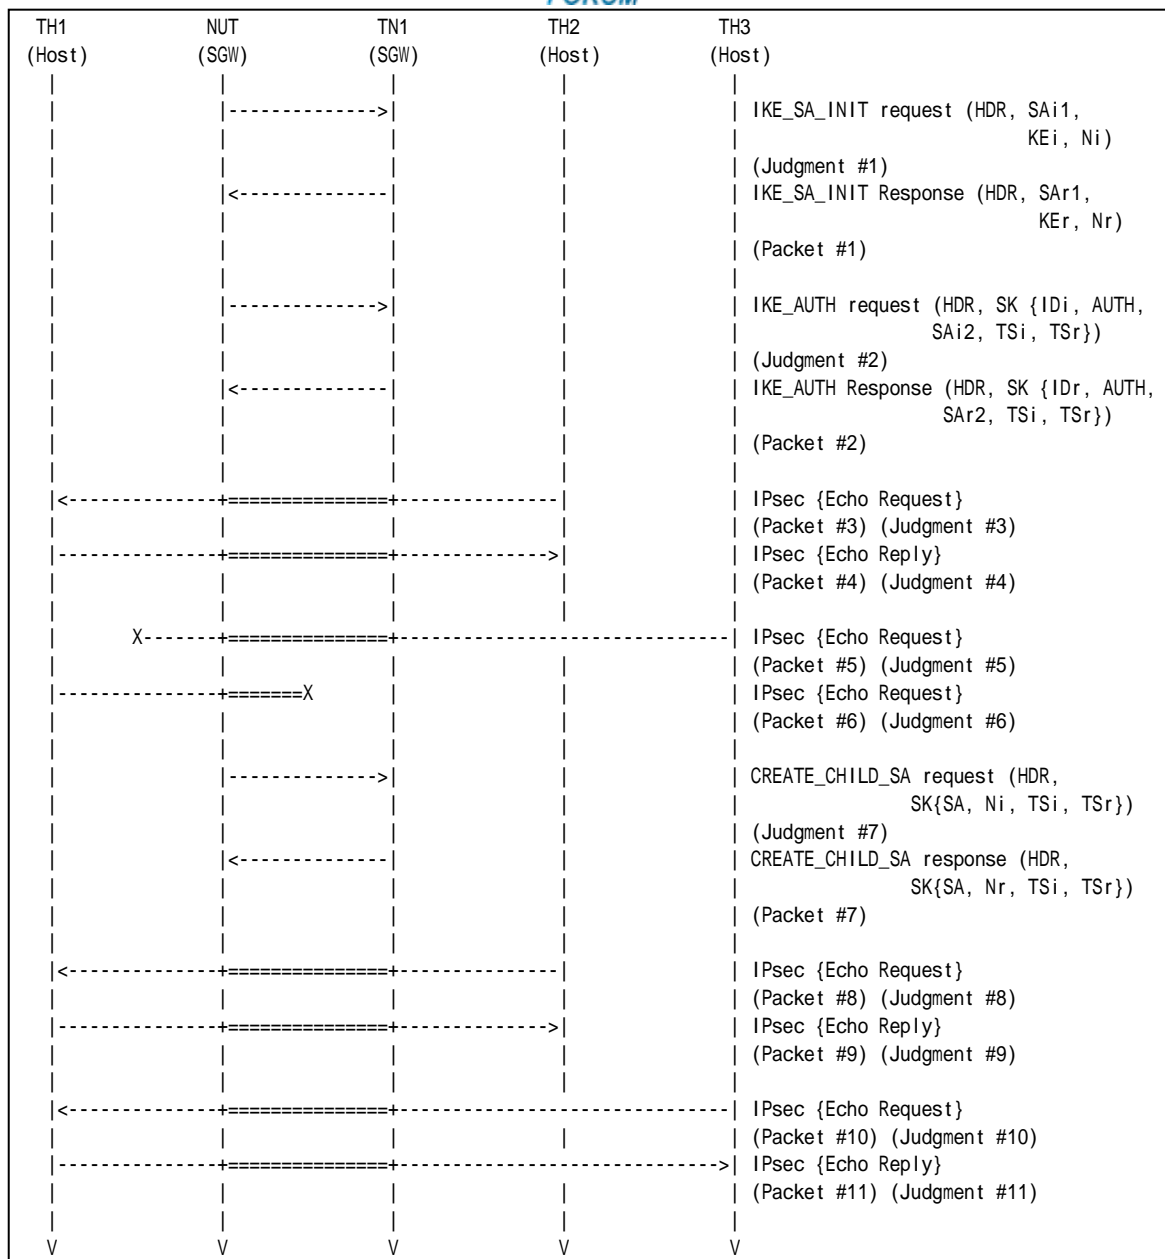 FORUM
TH1 NUT TN1 TH2 TH3
(Host) (SGW) (SGW) (Host) (Host)
| | | | |
| |-------------->| | | IKE_SA_INIT request (HDR, SAi1,
| | | | | KEi, Ni)
| | | | | (Judgment #1)
| |<--------------| | | IKE_SA_INIT Response (HDR, SAr1,
| | | | | KEr, Nr)
| | | | | (Packet #1)
| | | | |
| |-------------->| | | IKE_AUTH request (HDR, SK {IDi, AUTH,
| | | | | SAi2, TSi, TSr})
| | | | | (Judgment #2)
| |<--------------| | | IKE_AUTH Response (HDR, SK {IDr, AUTH,
| | | | | SAr2, TSi, TSr})
| | | | | (Packet #2)
| | | | |
|<--------------+===============+--------------| | IPsec {Echo Request}
| | | | | (Packet #3) (Judgment #3)
|---------------+===============+------------->| | IPsec {Echo Reply}
| | | | | (Packet #4) (Judgment #4)
| | | | |
| X-------+===============+------------------------------| IPsec {Echo Request}
| | | | | (Packet #5) (Judgment #5)
|---------------+=======X | | | IPsec {Echo Request}
| | | | | (Packet #6) (Judgment #6)
| | | | |
| |-------------->| | | CREATE_CHILD_SA request (HDR,
| | | | | SK{SA, Ni, TSi, TSr})
| | | | | (Judgment #7)
| |<--------------| | | CREATE_CHILD_SA response (HDR,
| | | | | SK{SA, Nr, TSi, TSr})
| | | | | (Packet #7)
| | | | |
|<--------------+===============+--------------| | IPsec {Echo Request}
| | | | | (Packet #8) (Judgment #8)
|---------------+===============+------------->| | IPsec {Echo Reply}
| | | | | (Packet #9) (Judgment #9)
| | | | |
|<--------------+===============+------------------------------| IPsec {Echo Request}
| | | | | (Packet #10) (Judgment #10)
|---------------+===============+----------------------------->| IPsec {Echo Reply}
| | | | | (Packet #11) (Judgment #11)
| | | | |
V V V V V